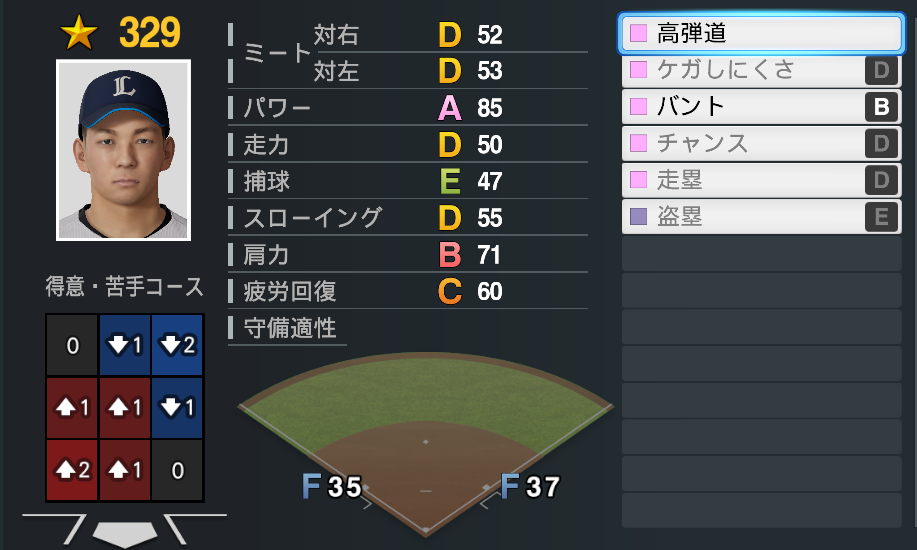 329
L
ミート 対右 D 52
対左 D 53
パワー A 85
走力 D 50
捕球 E 47
スローイング D 55
肩力 B 71
疲労回復 C 60
守備適性
F 35 F 37
得意・苦手コース
0 1 2
1 1 1
2 1 0
高弾道
ケガしにくさ D
バント B
チャンス D
走塁 D
盗塁 E